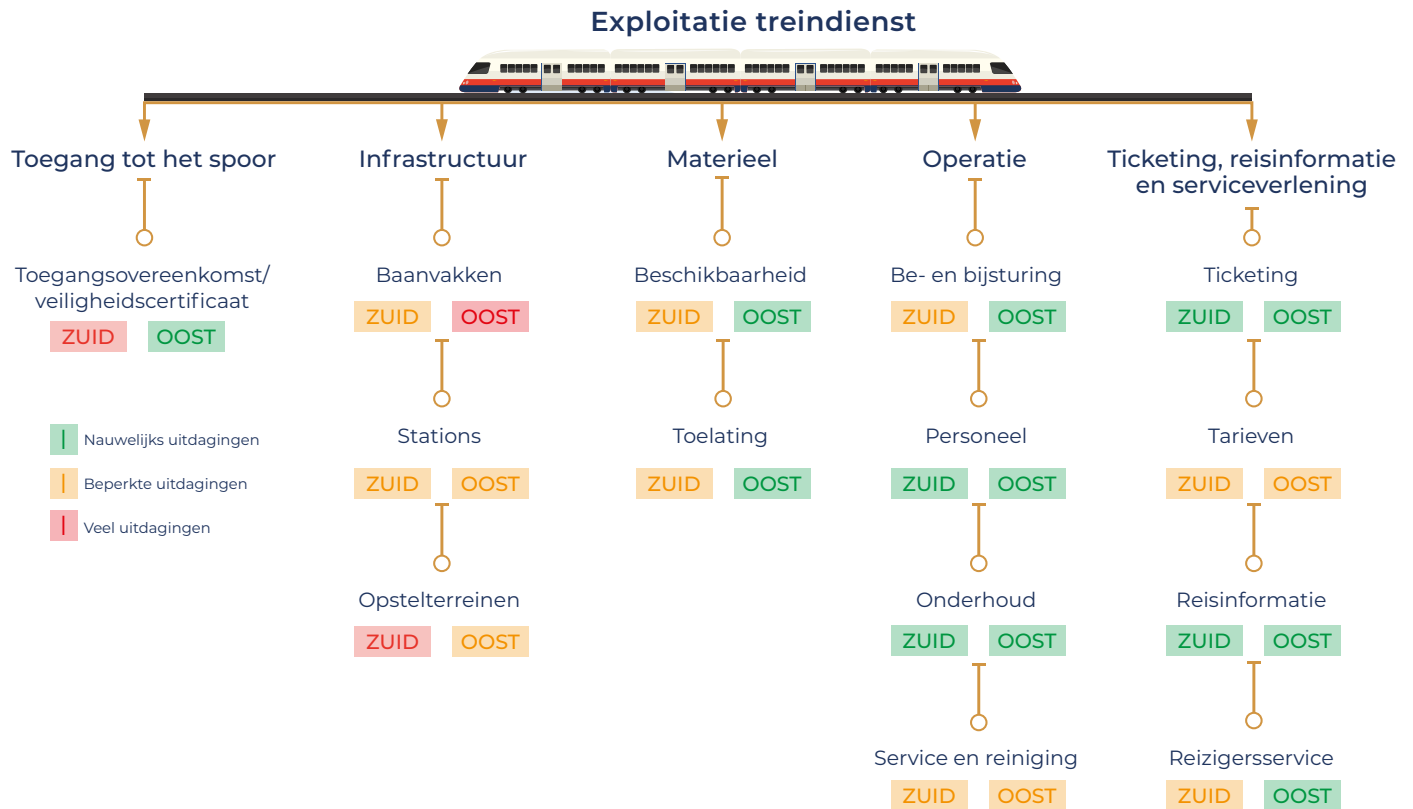 Exploitatie treindienst
Toegang tot het spoor
Toegangsovereenkomst/
veiligheidscertificaat
ZUID OOST
Nauwelijks uitdagingen
Beperkte uitdagingen
Veel uitdagingen
Infrastructuur
Baanvakken
ZUID OOST
Stations
ZUID OOST
Opstelterreinen
ZUID OOST
Materieel
Beschikbaarheid
ZUID OOST
Toelating
ZUID OOST
Operatie
Be- en bijsturing
ZUID OOST
Personeel
ZUID OOST
Onderhoud
ZUID OOST
Service en reiniging
ZUID OOST
Ticketing, reisinformatie
en serviceverlening
Ticketing
ZUID OOST
Tarieven
ZUID OOST
Reisinformatie
ZUID OOST
Reizigersservice
ZUID OOST